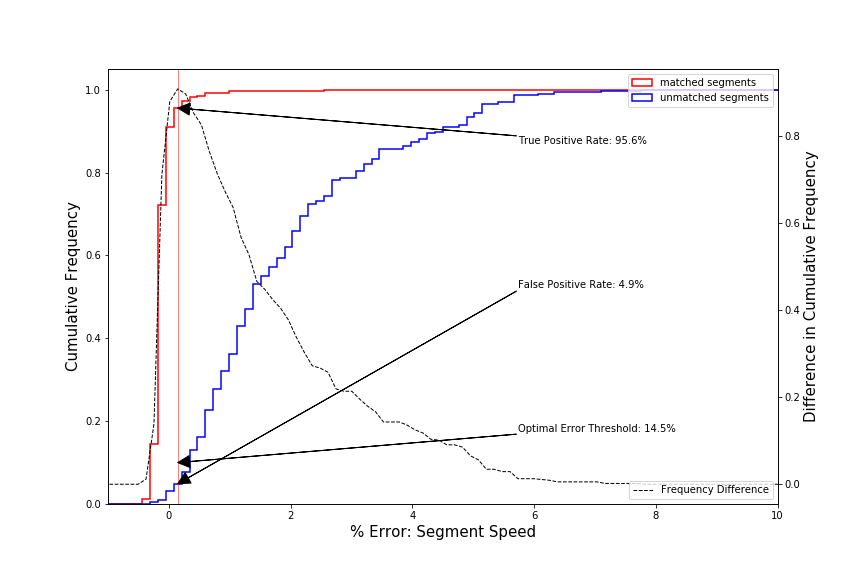 matched segments
unmatched segments
True Positive Rate: 95.6%
False Positive Rate: 4.9%
Optimal Error Threshold: 14.5%
Frequency Difference
Cumulative Frequency
1.0
0.8
0.6
0.4
0.2
0.0
Difference in Cumulative Frequency
0.8
0.6
0.4
0.2
0.0
0 2 4 6 8 10
% Error: Segment Speed